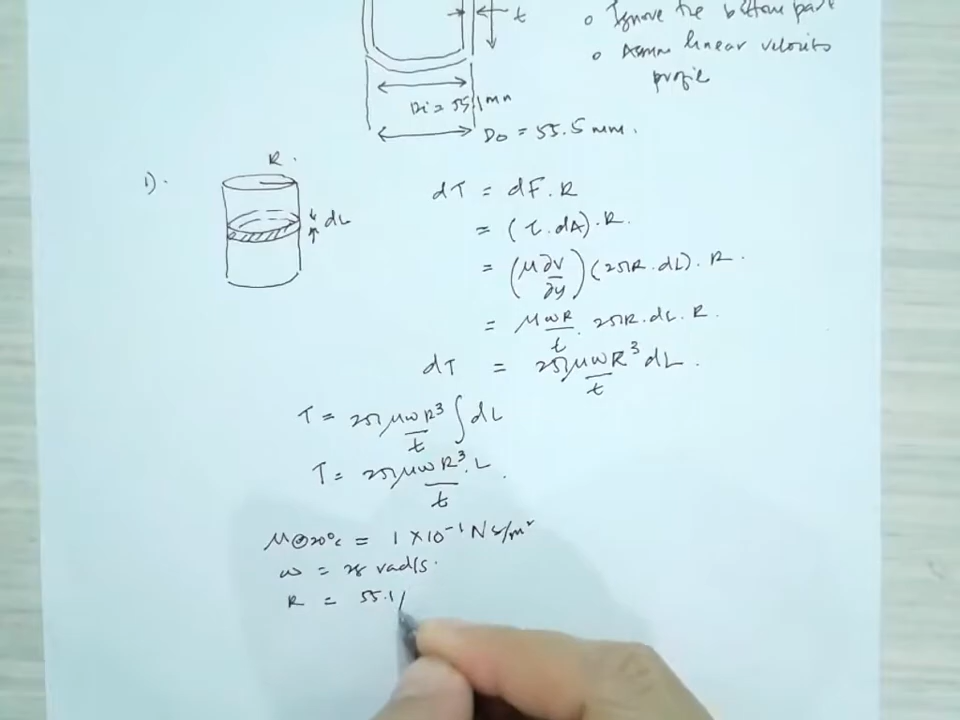 t
o Ignore the bottom part
o Assume linear velocity
profile
Di = 55.1 mm
Do = 55.5 mm.
R.
1).
dL
dT = dF. R
= (τ. dA). R.
= (μ ∂V/∂y) (2πR. dL). R.
= μωR/t. 2πR. dL. R.
dT = 2πμωR³/t dL.
T = 2πμωR³/t ∫ dL
T = 2πμωR³/t . L.
μ@20°C = 1 × 10⁻¹ Ns/m²
ω = rad/s.
R = 55.1/